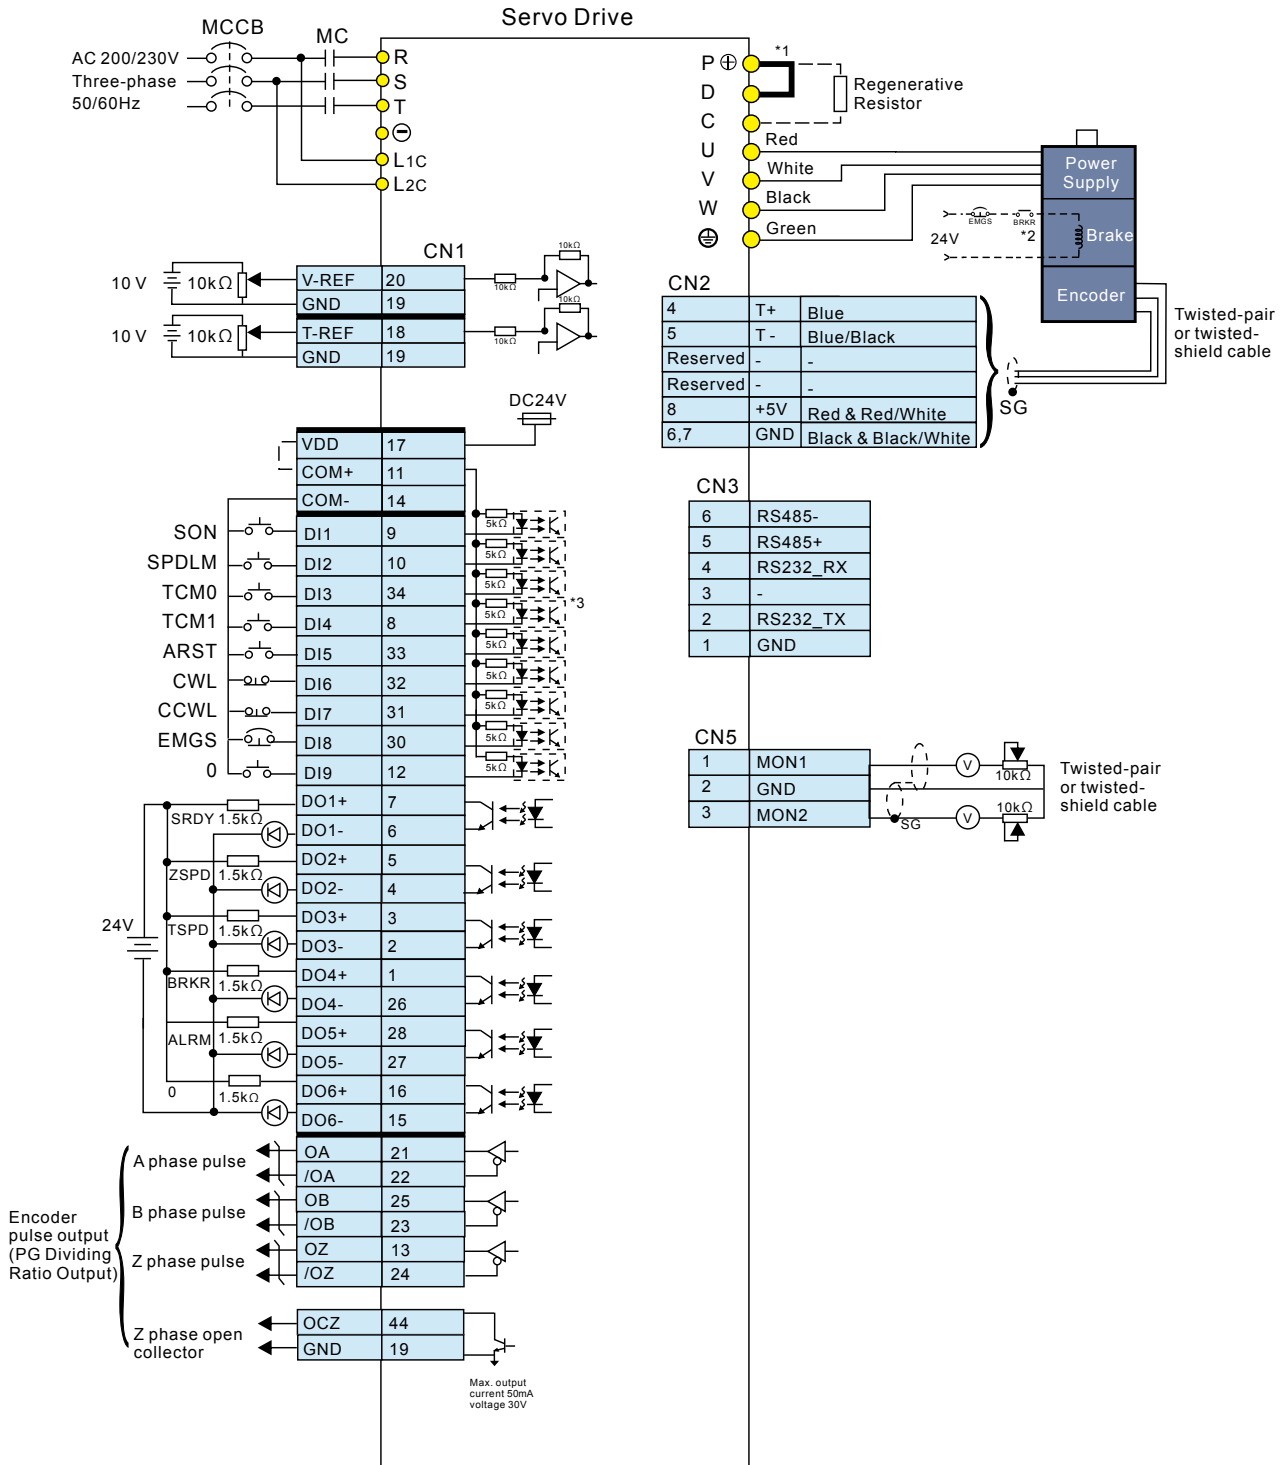 Servo Drive
MCCB
MC
AC 200/230V
Three-phase
50/60Hz
R
S
T
⊖
L1C
L2C
P ⊕
D
C
U
V
W
*1
Regenerative
Resistor
Red
White
Black
Green
Power
Supply
24V
EMGS
BRKR
*2
Brake
Encoder
Twisted-pair
or twisted-
shield cable
CN1
10 V
10kΩ
V-REF 20
GND 19
10kΩ
10kΩ
10 V
10kΩ
T-REF 18
GND 19
10kΩ
10kΩ
DC24V
VDD 17
COM+ 11
COM- 14
SON DI1 9 5kΩ
SPDLM DI2 10 5kΩ
TCM0 DI3 34 5kΩ
*3
TCM1 DI4 8 5kΩ
ARST DI5 33 5kΩ
CWL DI6 32 5kΩ
CCWL DI7 31 5kΩ
EMGS DI8 30 5kΩ
0 DI9 12 5kΩ
24V
SRDY 1.5kΩ DO1+ 7
DO1- 6
ZSPD 1.5kΩ DO2+ 5
DO2- 4
TSPD 1.5kΩ DO3+ 3
DO3- 2
BRKR 1.5kΩ DO4+ 1
DO4- 26
ALRM 1.5kΩ DO5+ 28
DO5- 27
0 1.5kΩ DO6+ 16
DO6- 15
Encoder
pulse output
(PG Dividing
Ratio Output)
A phase pulse
OA 21
/OA 22
B phase pulse
OB 25
/OB 23
Z phase pulse
OZ 13
/OZ 24
Z phase open
collector
OCZ 44
GND 19
Max. output
current 50mA
voltage 30V
CN2
4 T+ Blue
5 T- Blue/Black
Reserved - -
Reserved - -
8 +5V Red & Red/White
6,7 GND Black & Black/White
SG
CN3
6 RS485-
5 RS485+
4 RS232_RX
3 -
2 RS232_TX
1 GND
CN5
1 MON1
2 GND
3 MON2
V
10kΩ
SG
V
10kΩ
Twisted-pair
or twisted-
shield cable